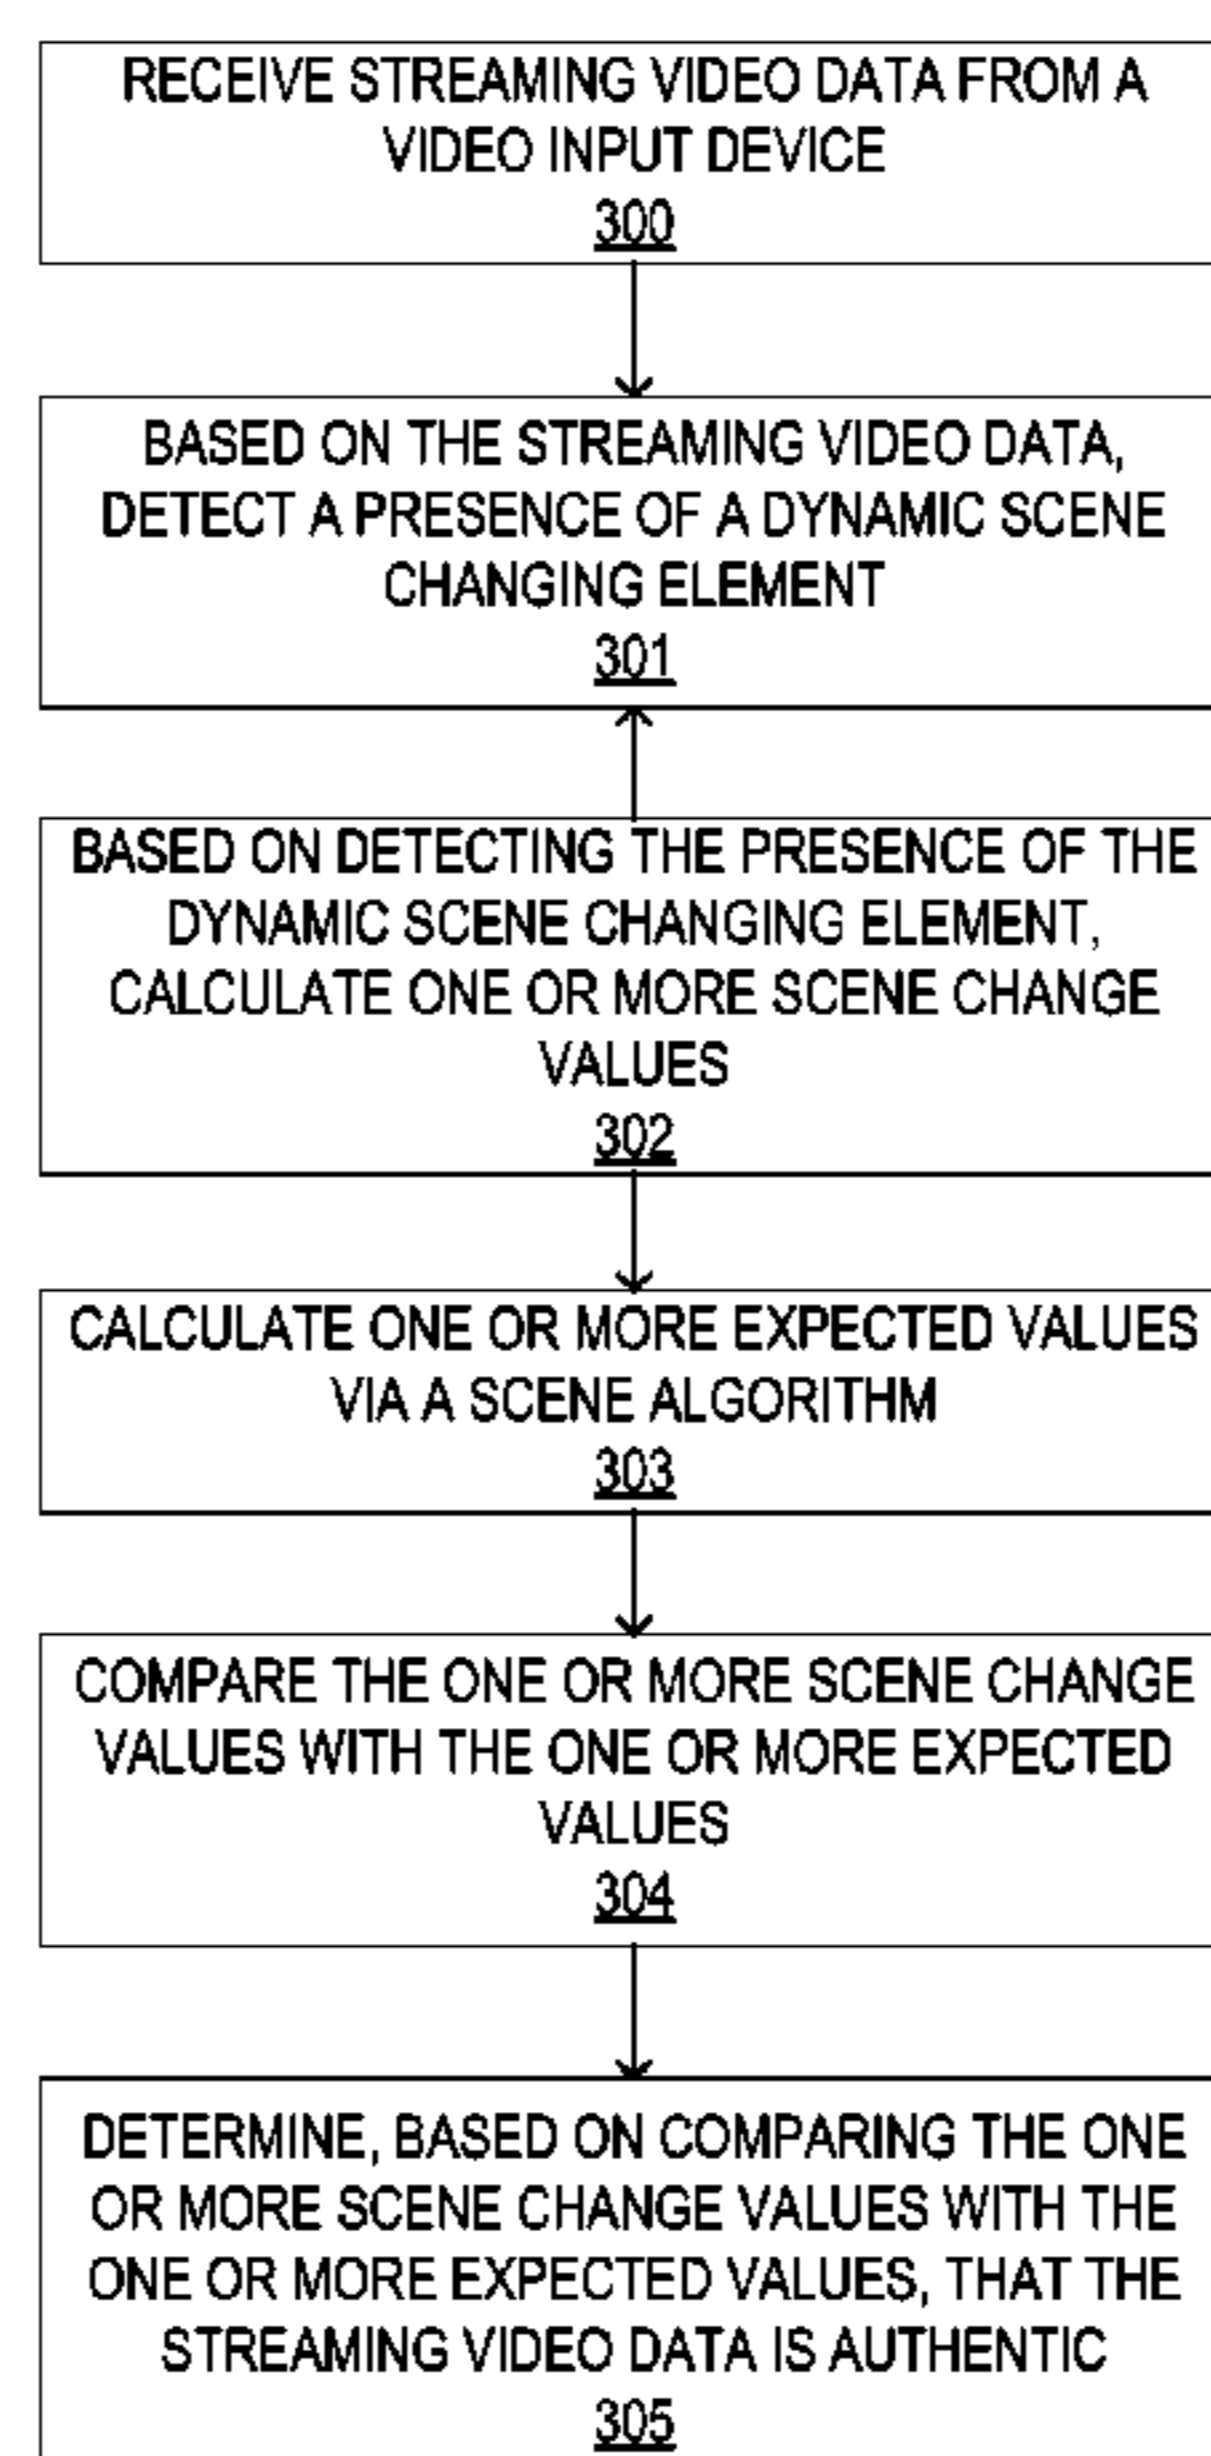 RECEIVE STREAMING VIDEO DATA FROM A
VIDEO INPUT DEVICE
300
BASED ON THE STREAMING VIDEO DATA,
DETECT A PRESENCE OF A DYNAMIC SCENE
CHANGING ELEMENT
301
BASED ON DETECTING THE PRESENCE OF THE
DYNAMIC SCENE CHANGING ELEMENT,
CALCULATE ONE OR MORE SCENE CHANGE
VALUES
302
CALCULATE ONE OR MORE EXPECTED VALUES
VIA A SCENE ALGORITHM
303
COMPARE THE ONE OR MORE SCENE CHANGE
VALUES WITH THE ONE OR MORE EXPECTED
VALUES
304
DETERMINE, BASED ON COMPARING THE ONE
OR MORE SCENE CHANGE VALUES WITH THE
ONE OR MORE EXPECTED VALUES, THAT THE
STREAMING VIDEO DATA IS AUTHENTIC
305